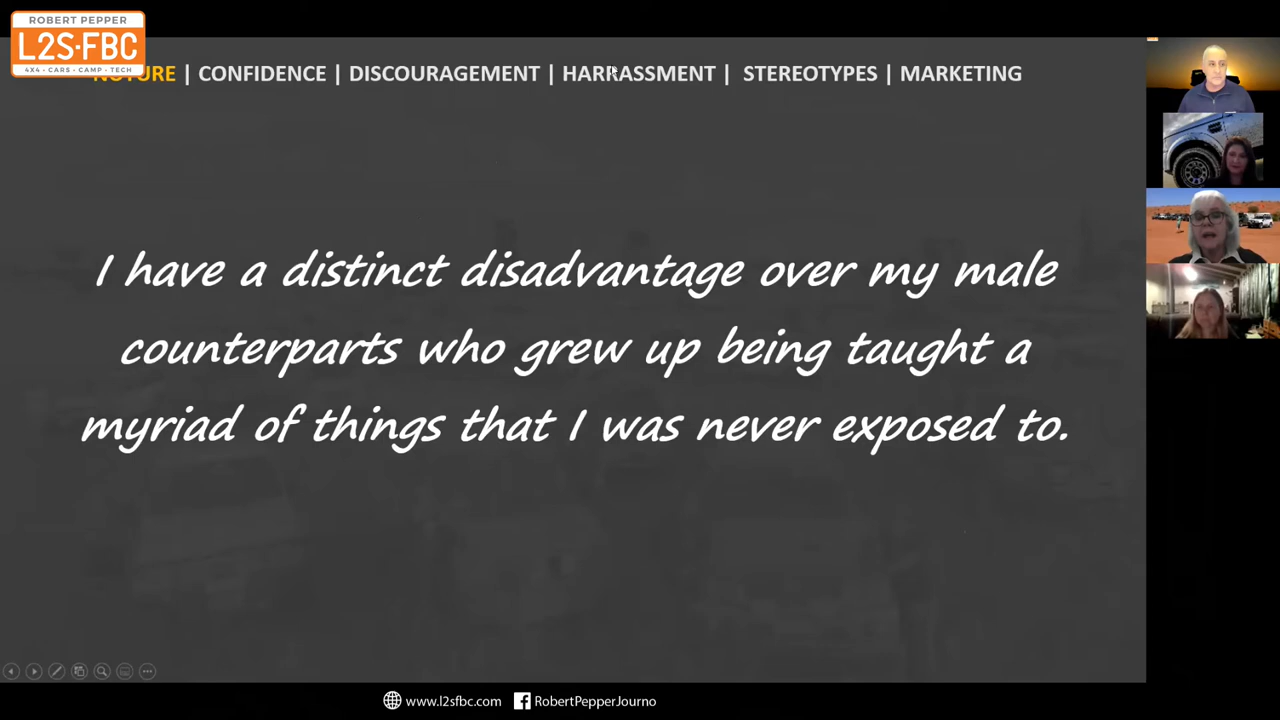 ROBERT PEPPER
L2S·FBC
4X4 • CARS • CAMP • TECH
| CONFIDENCE | DISCOURAGEMENT | HARRASSMENT | STEREOTYPES | MARKETING
I have a distinct disadvantage over my male
counterparts who grew up being taught a
myriad of things that I was never exposed to.
www.l2sfbc.com RobertPepperJourno